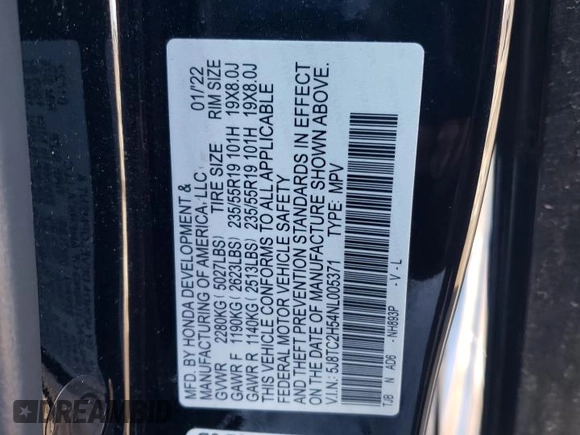 MFD. BY HONDA DEVELOPMENT &
MANUFACTURING OF AMERICA, LLC 01/'22
GVWR 2280KG( 5027LBS) TIRE SIZE RIM SIZE
GAWR F 1190KG( 2623LBS) 235/55R19 101H 19X8.0J
GAWR R 1140KG( 2513LBS) 235/55R19 101H 19X8.0J
THIS VEHICLE CONFORMS TO ALL APPLICABLE
FEDERAL MOTOR VEHICLE SAFETY
AND THEFT PREVENTION STANDARDS IN EFFECT
ON THE DATE OF MANUFACTURE SHOWN ABOVE.
V.I.N.: 5J8TC2H54NL005371 TYPE: MPV
TJB N AD6 -NH893P - V - L
DREAMBID